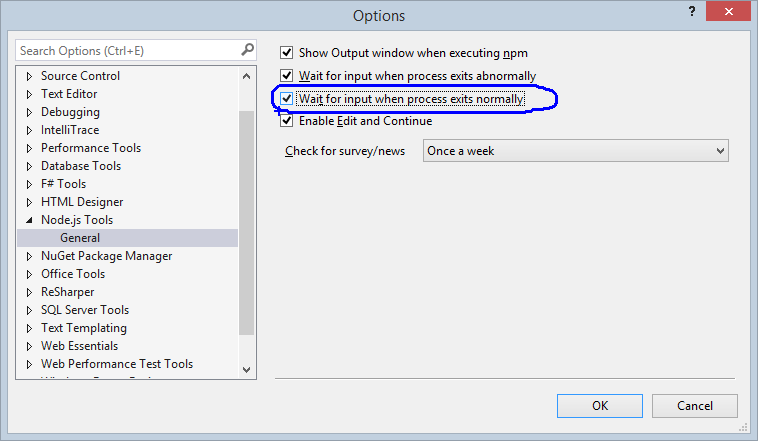 Options
?
Search Options (Ctrl+E)
Source Control
Text Editor
Debugging
IntelliTrace
Performance Tools
Database Tools
F# Tools
HTML Designer
Node.js Tools
General
NuGet Package Manager
Office Tools
ReSharper
SQL Server Tools
Text Templating
Web Essentials
Web Performance Test Tools
Show Output window when executing npm
Wait for input when process exits abnormally
Wait for input when process exits normally
Enable Edit and Continue
Check for survey/news
Once a week
OK
Cancel